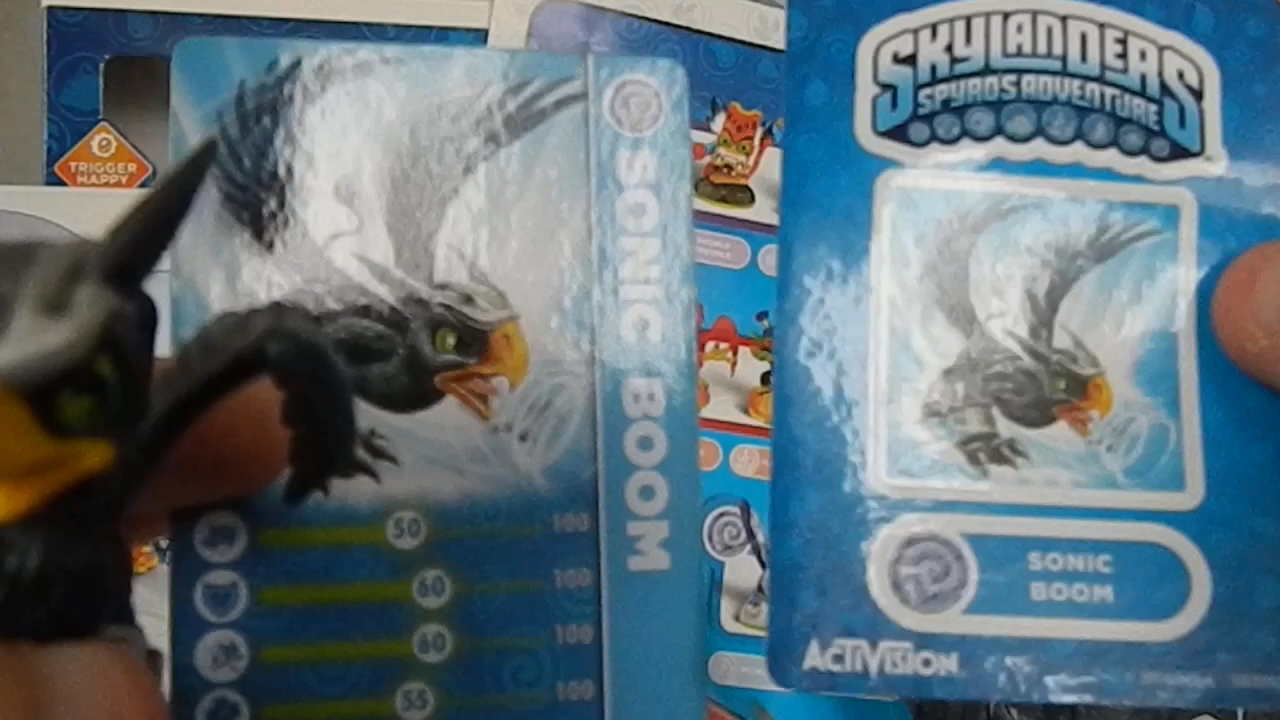 TRIGGER
HAPPY
SONIC BOOM
50 100
60 100
60 100
55 100
SKYLANDERS
SPYRO'S ADVENTURE
SONIC
BOOM
ACTIVISION